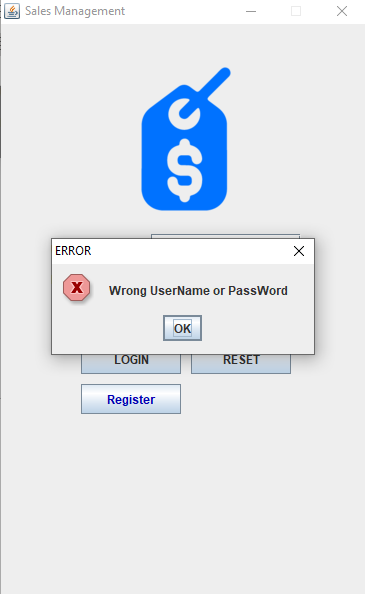 Sales Management
$
ERROR
Wrong UserName or PassWord
OK
LOGIN
RESET
Register